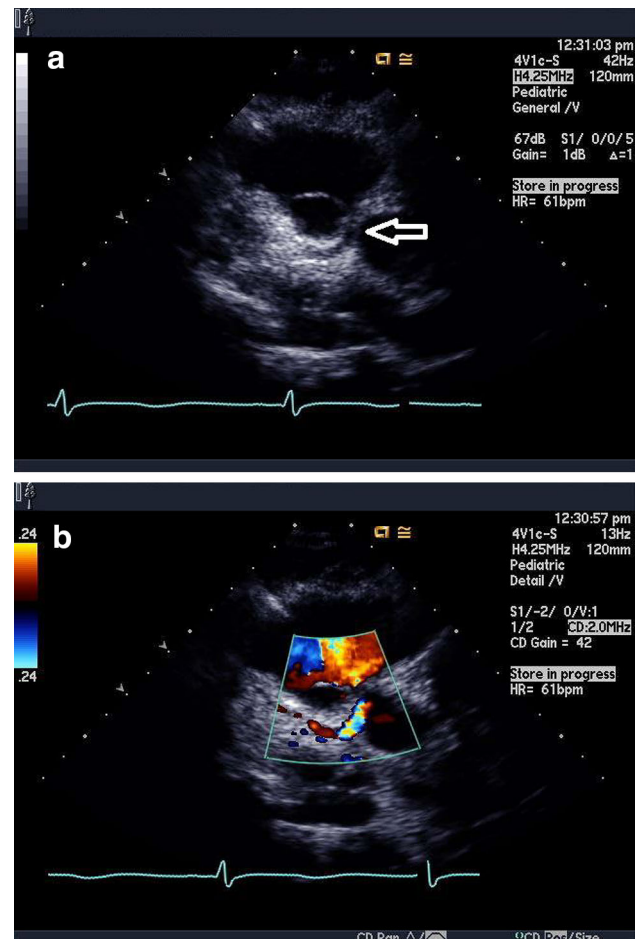 a
12:31:03 pm
4V1c-S 42Hz
H4.25MHz 120mm
Pediatric
General /V
67dB S1/ 0/0/5
Gain= 1dB Δ=1
Store in progress
HR= 61bpm
b
.24
.24
12:30:57 pm
4V1c-S 13Hz
H4.25MHz 120mm
Pediatric
Detail /V
S1/-2/ 0/V:1
1/2 CD:2.0MHz
CD Gain = 42
Store in progress
HR= 61bpm